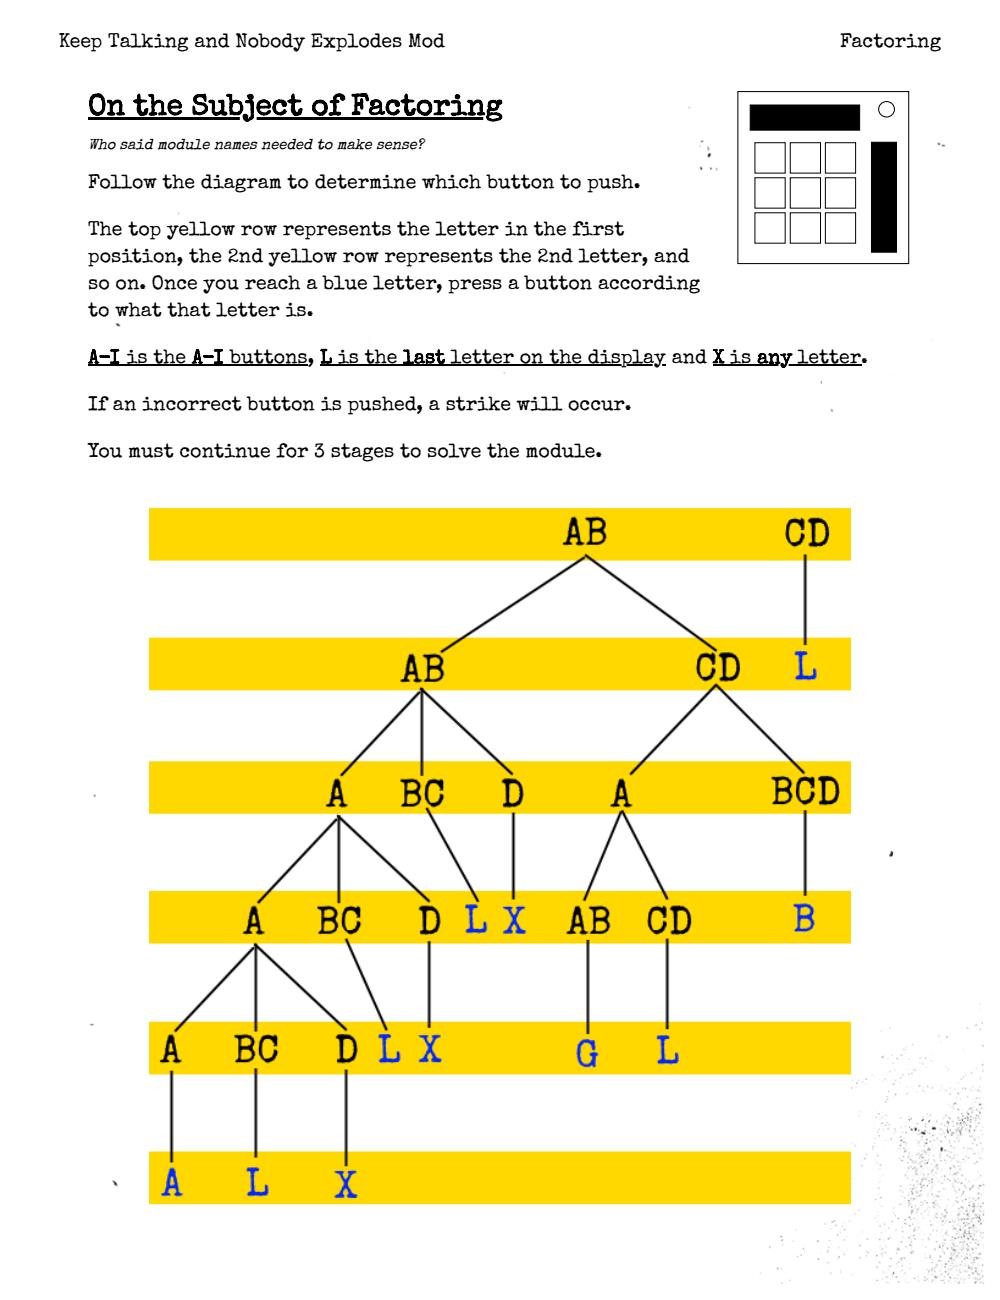 Keep Talking and Nobody Explodes Mod Factoring
On the Subject of Factoring
Who said module names needed to make sense?
Follow the diagram to determine which button to push.
The top yellow row represents the letter in the first
position, the 2nd yellow row represents the 2nd letter, and
so on. Once you reach a blue letter, press a button according
to what that letter is.
A-I is the A-I buttons, L is the last letter on the display and X is any letter.
If an incorrect button is pushed, a strike will occur.
You must continue for 3 stages to solve the module.
AB CD
AB CD L
A BC D A BCD
A BC D L X AB CD B
A BC D L X G L
A L X